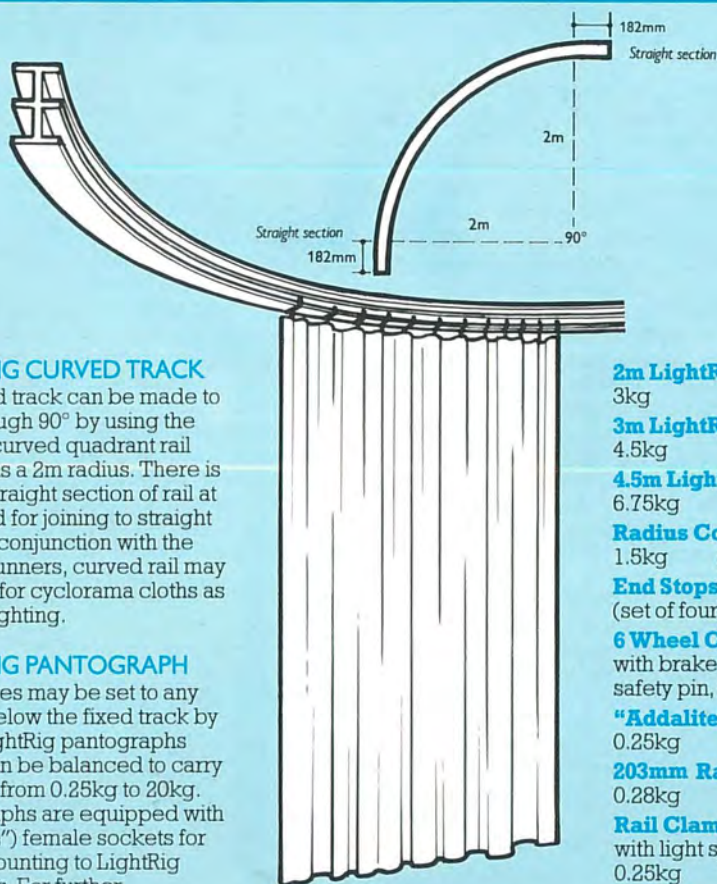 182mm
Straight section
2m
Straight section
2m
90°
182mm
NG CURVED TRACK
d track can be made to
ugh 90° by using the
curved quadrant rail
s a 2m radius. There is
raight section of rail at
d for joining to straight
conjunction with the
unners, curved rail may
for cyclorama cloths as
ghting.
NG PANTOGRAPH
es may be set to any
elow the fixed track by
ghtRig pantographs
n be balanced to carry
from 0.25kg to 20kg.
phs are equipped with
") female sockets for
ounting to LightRig
2m LightR
3kg
3m LightR
4.5kg
4.5m Ligh
6.75kg
Radius Co
1.5kg
End Stops
(set of four
6 Wheel C
with brake
safety pin,
"Addalite
0.25kg
203mm Ra
0.28kg
Rail Clam
with light s
0.25kg